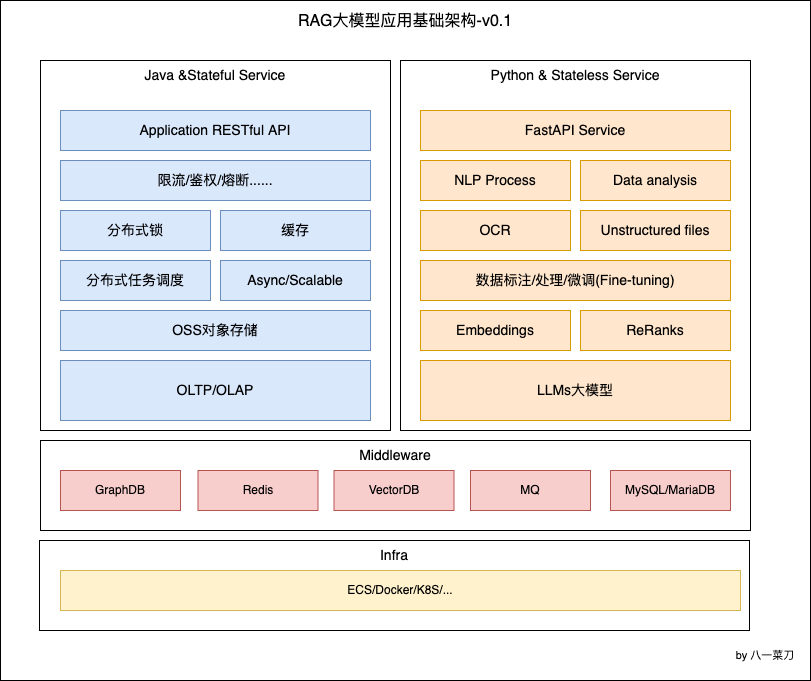 RAG大模型应用基础架构-v0.1
Java &Stateful Service
Application RESTful API
限流/鉴权/熔断......
分布式锁
缓存
分布式任务调度
Async/Scalable
OSS对象存储
OLTP/OLAP
Python & Stateless Service
FastAPI Service
NLP Process
Data analysis
OCR
Unstructured files
数据标注/处理/微调(Fine-tuning)
Embeddings
ReRanks
LLMs大模型
Middleware
GraphDB
Redis
VectorDB
MQ
MySQL/MariaDB
Infra
ECS/Docker/K8S/...
by 八一菜刀